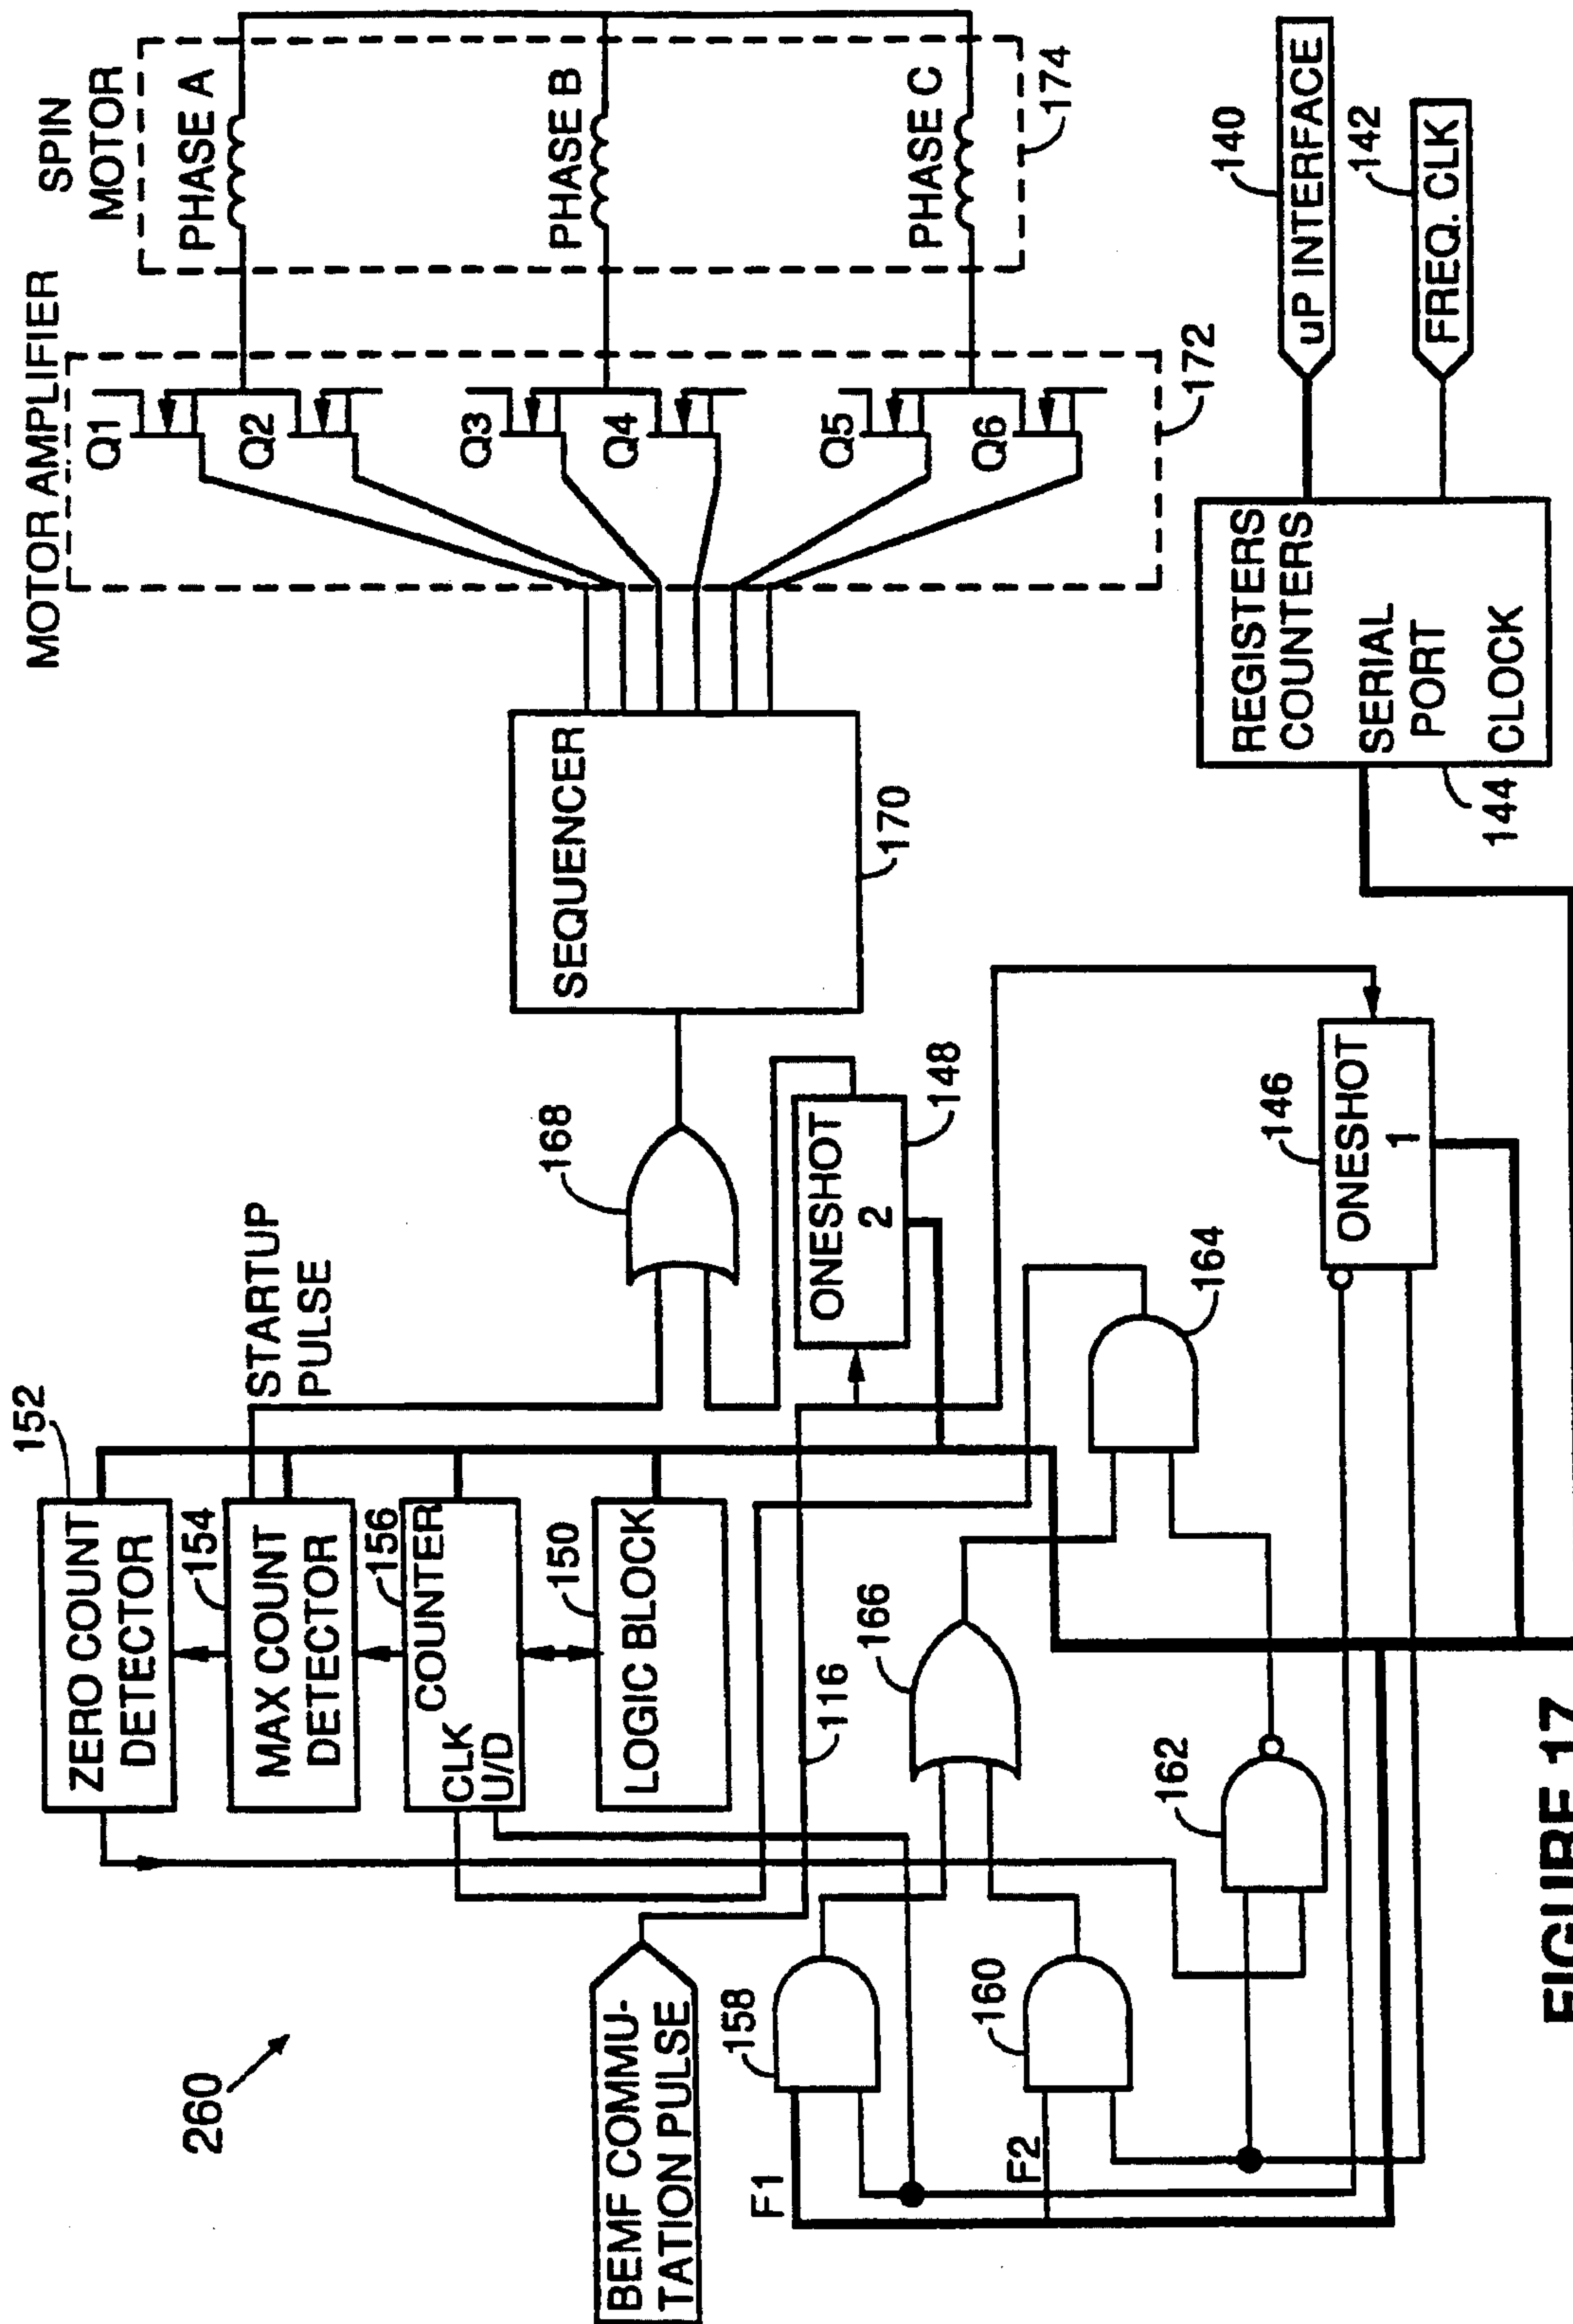 260
BEMF COMMU-
TATION PULSE
152
ZERO COUNT
DETECTOR
154
MAX COUNT
DETECTOR
156
COUNTER
CLK
U/D
150
LOGIC BLOCK
STARTUP
PULSE
116
168
ONESHOT
2
148
SEQUENCER
170
MOTOR AMPLIFIER
Q1
Q2
Q3
Q4
Q5
Q6
172
SPIN
MOTOR
PHASE A
PHASE B
PHASE C
174
F1
158
F2
160
166
162
164
146
ONESHOT
1
REGISTERS
COUNTERS
SERIAL
PORT
CLOCK
144
140
uP INTERFACE
142
FREQ. CLK
FIGURE 17